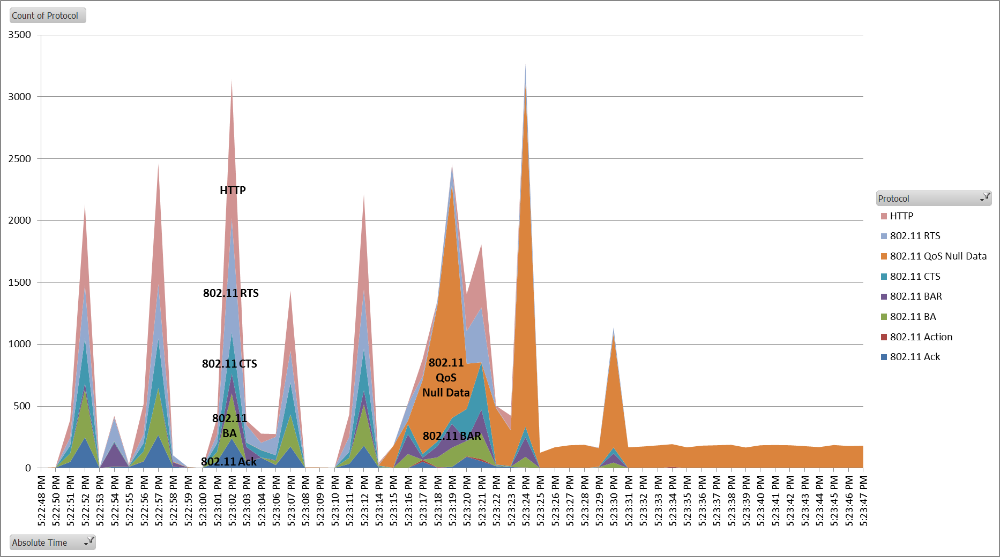 Count of Protocol
3500
3000
2500
2000
1500
1000
500
0
HTTP
802.11 RTS
802.11 CTS
802.11
BA
802.11 Ack
802.11
QoS
Null Data
802.11 BAR
Protocol
HTTP
802.11 RTS
802.11 QoS Null Data
802.11 CTS
802.11 BAR
802.11 BA
802.11 Action
802.11 Ack
5:22:48 PM
5:22:50 PM
5:22:51 PM
5:22:52 PM
5:22:53 PM
5:22:54 PM
5:22:55 PM
5:22:56 PM
5:22:57 PM
5:22:58 PM
5:22:59 PM
5:23:00 PM
5:23:01 PM
5:23:02 PM
5:23:03 PM
5:23:04 PM
5:23:06 PM
5:23:07 PM
5:23:08 PM
5:23:09 PM
5:23:10 PM
5:23:11 PM
5:23:12 PM
5:23:14 PM
5:23:15 PM
5:23:16 PM
5:23:17 PM
5:23:18 PM
5:23:19 PM
5:23:20 PM
5:23:21 PM
5:23:22 PM
5:23:23 PM
5:23:24 PM
5:23:25 PM
5:23:26 PM
5:23:27 PM
5:23:28 PM
5:23:29 PM
5:23:30 PM
5:23:31 PM
5:23:32 PM
5:23:33 PM
5:23:34 PM
5:23:35 PM
5:23:36 PM
5:23:37 PM
5:23:38 PM
5:23:39 PM
5:23:40 PM
5:23:41 PM
5:23:42 PM
5:23:43 PM
5:23:44 PM
5:23:45 PM
5:23:46 PM
5:23:47 PM
Absolute Time